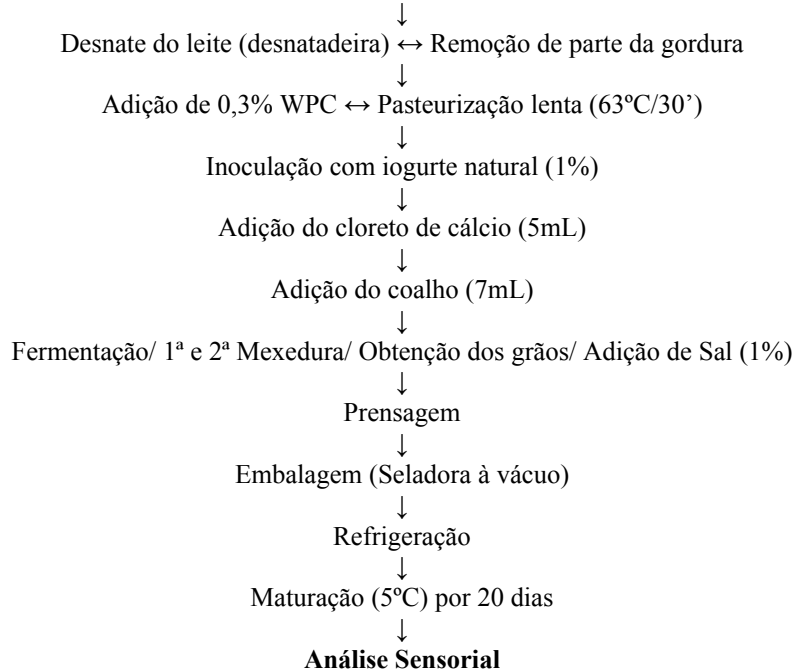 ↓
Desnate do leite (desnatadeira) ↔ Remoção de parte da gordura
↓
Adição de 0,3% WPC ↔ Pasteurização lenta (63ºC/30’)
↓
Inoculação com iogurte natural (1%)
↓
Adição do cloreto de cálcio (5mL)
↓
Adição do coalho (7mL)
↓
Fermentação/ 1ª e 2ª Mexedura/ Obtenção dos grãos/ Adição de Sal (1%)
↓
Prensagem
↓
Embalagem (Seladora à vácuo)
↓
Refrigeração
↓
Maturação (5ºC) por 20 dias
↓
Análise Sensorial